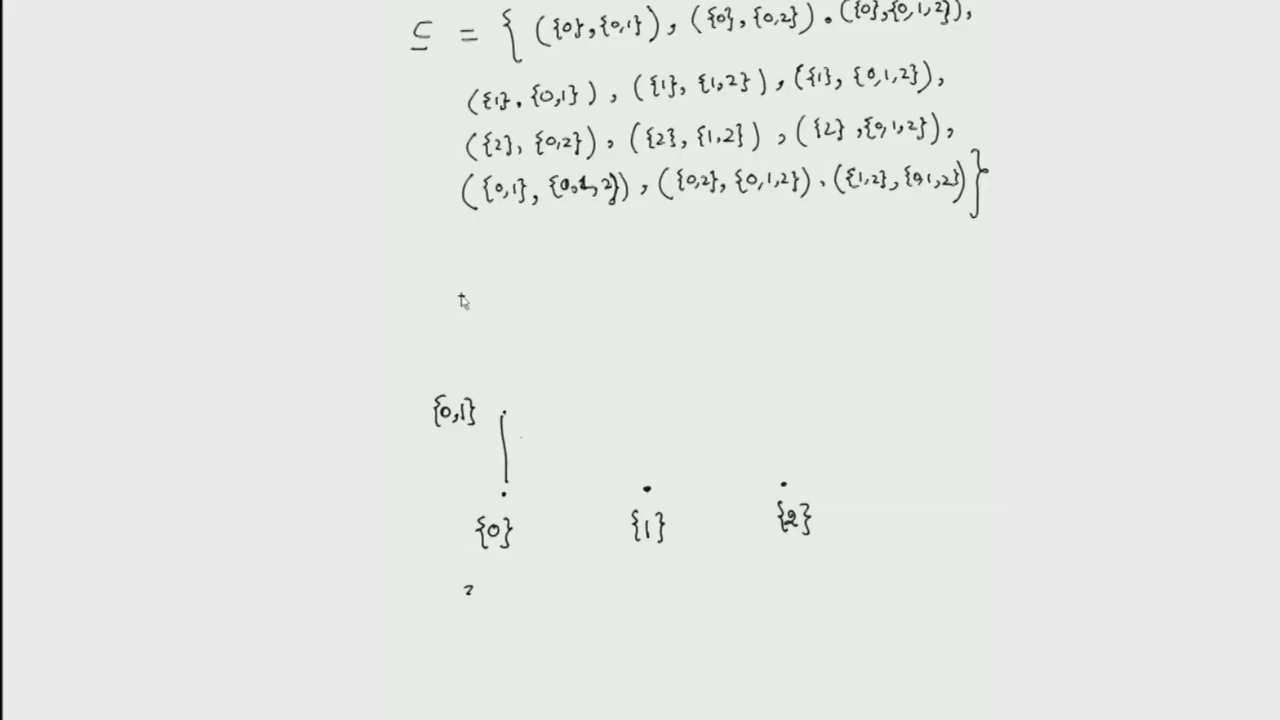 ⊆ = { ({0}, {0,1}), ({0}, {0,2}). ({0},{0,1,2}),
({1}, {0,1}), ({1}, {1,2}), ({1}, {0,1,2}),
({2}, {0,2}), ({2}, {1,2}), ({2}, {0,1,2}),
({0,1}, {0,1,2}), ({0,2}, {0,1,2}). ({1,2}, {0,1,2}) }
{0,1}
{0} {1} {2}
2